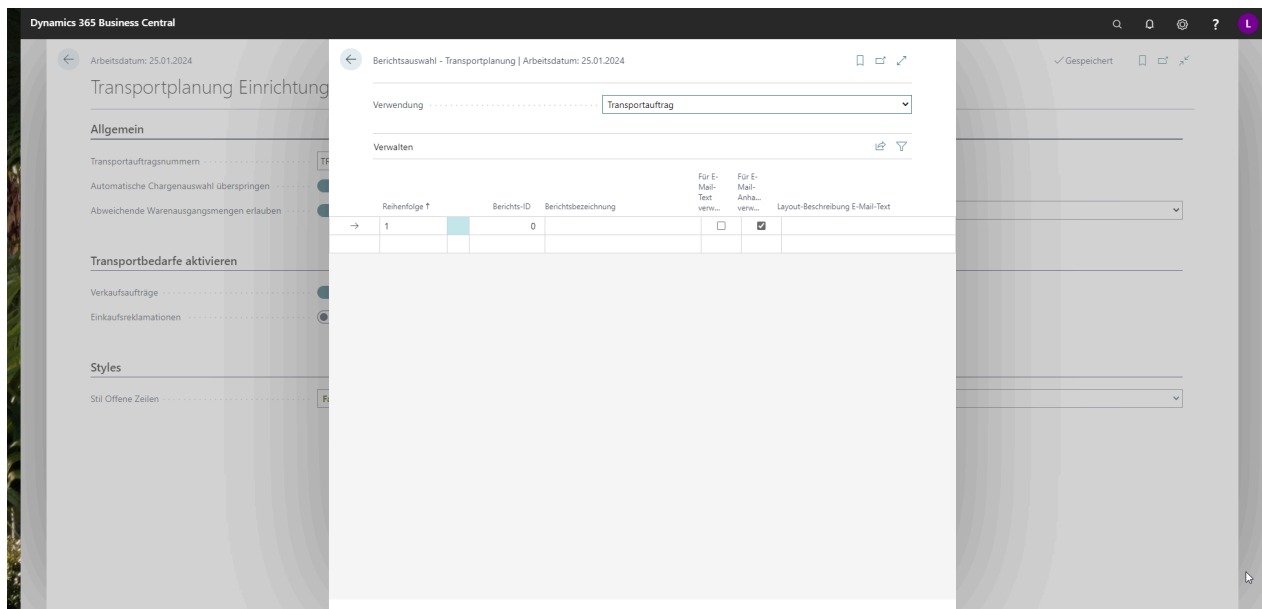 Dynamics 365 Business Central
?
L
Arbeitsdatum: 25.01.2024
Gespeichert
Transportplanung Einrichtung
Allgemein
Transportauftragsnummern
Automatische Chargenauswahl überspringen
Abweichende Warenausgangsmengen erlauben
Transportbedarfe aktivieren
Verkaufsaufträge
Einkaufsreklamationen
Styles
Stil Offene Zeilen
Berichtsauswahl - Transportplanung | Arbeitsdatum: 25.01.2024
Verwendung Transportauftrag
Verwalten
Reihenfolge ↑ Berichts-ID Berichtsbezeichnung Für E-Mail-Text verw... Für E-Mail-Anha... verw... Layout-Beschreibung E-Mail-Text
→ 1 0